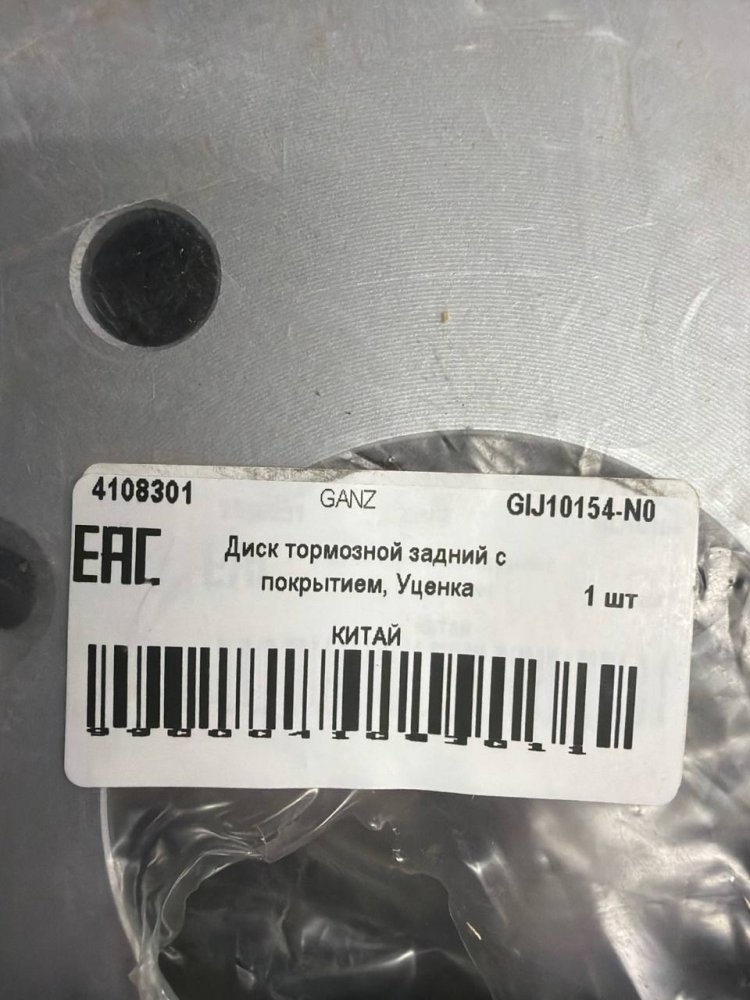 4108301 GANZ GIJ10154-N0
EAC
Диск тормозной задний с
покрытием, Уценка
1 шт
КИТАЙ